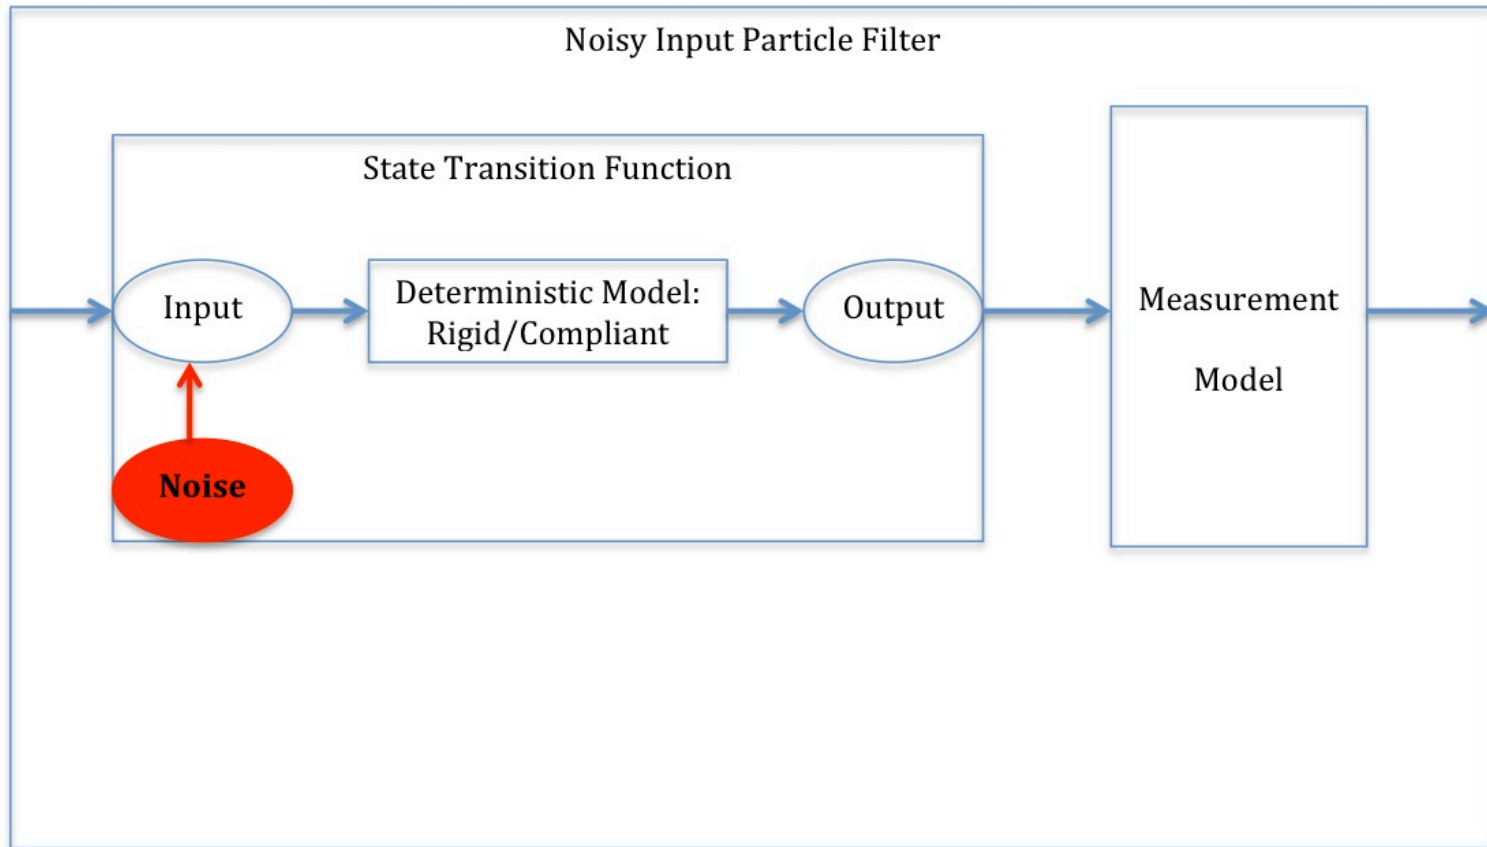 Noisy Input Particle Filter
State Transition Function
Input
Deterministic Model:
Rigid/Compliant
Output
Measurement
Model
Noise